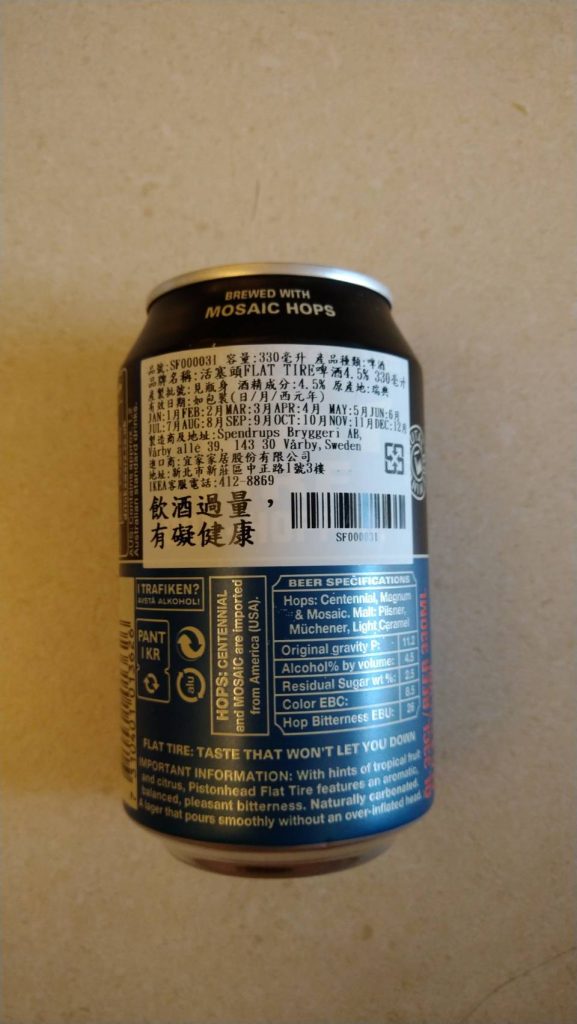 BREWED WITH
MOSAIC HOPS
品號:SF000031 容量:330毫升 產品種類:啤酒
品牌名稱:活塞頭FLAT TIRE啤酒4.5% 330毫升
產製批號:見瓶身 酒精成分:4.5% 原產地:瑞典
有效日期:如包裝(日/月/西元年)
JAN:1月FEB:2月MAR:3月APR:4月 MAY:5月JUN:6月
JUL:7月AUG:8月SEP:9月OCT:10月NOV:11月DEC:12月
製造商及地址:Spendrups Bryggeri AB,
Vårby allé 39, 143 30 Vårby,Sweden
進口商:宜家家居股份有限公司
地址:新北市新莊區中正路1號3樓
IKEA客服電話:412-8869
飲酒過量,
有礙健康
SF000031
Australian standard drinks.
I TRAFIKEN?
AVSTÅ ALKOHOL!
PANT
1 KR
alu
HOPS: CENTENNIAL
and MOSAIC are imported
from America (USA).
BEER SPECIFICATIONS
Hops: Centennial, Magnum
& Mosaic. Malt: Pilsner,
Müchener, Light Caramel
Original gravity P: 11.2
Alcohol% by volume: 4.5
Residual Sugar wt %: 2.5
Color EBC: 8.5
Hop Bitterness EBU: 26
FLAT TIRE: TASTE THAT WON'T LET YOU DOWN
IMPORTANT INFORMATION: With hints of tropical fruit
and citrus, Pistonhead Flat Tire features an aromatic,
balanced, pleasant bitterness. Naturally carbonated.
A lager that pours smoothly without an over-inflated head.
BEER 330ML